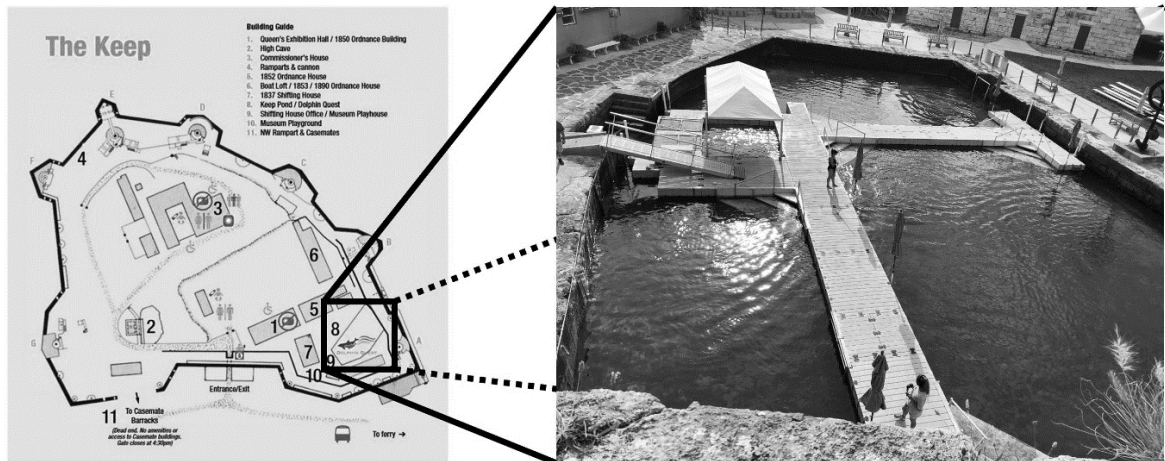 The Keep
Building Guide
1. Queen's Exhibition Hall / 1850 Ordnance Building
2. High Cave
3. Commissioner's House
4. Ramparts & cannon
5. 1852 Ordnance House
6. Boat Loft / 1853 / 1890 Ordnance House
7. 1837 Shifting House
8. Keep Pond / Dolphin Quest
9. Shifting House Office / Museum Playhouse
10. Museum Playground
11. NW Rampart & Casemates
E
D
4
F
C
3
B
6
5
2
1
8
DOLPHIN QUEST
G
7
A
9
10
Entrance/Exit
11
To Casemate
Barracks
(Dead end. No amenities or
access to Casemate buildings.
Gate closes at 4:30pm)
To ferry →